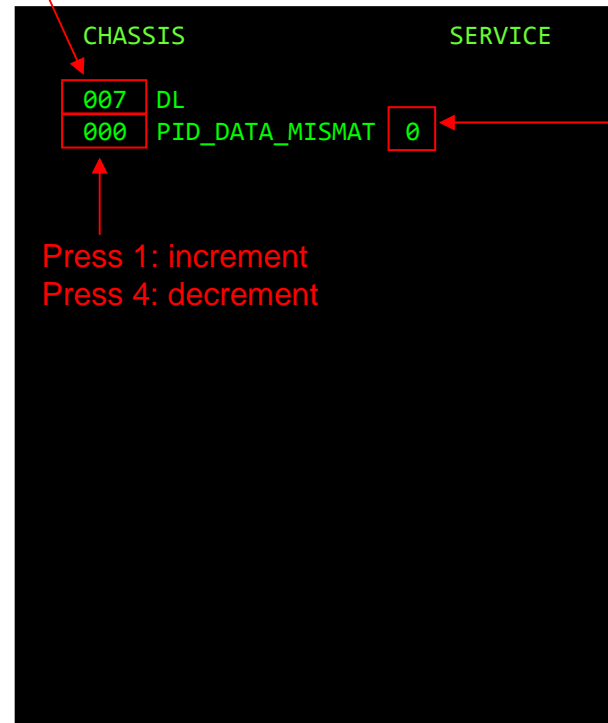 CHASSIS SERVICE
007 DL
000 PID_DATA_MISMAT 0
Press 1: increment
Press 4: decrement